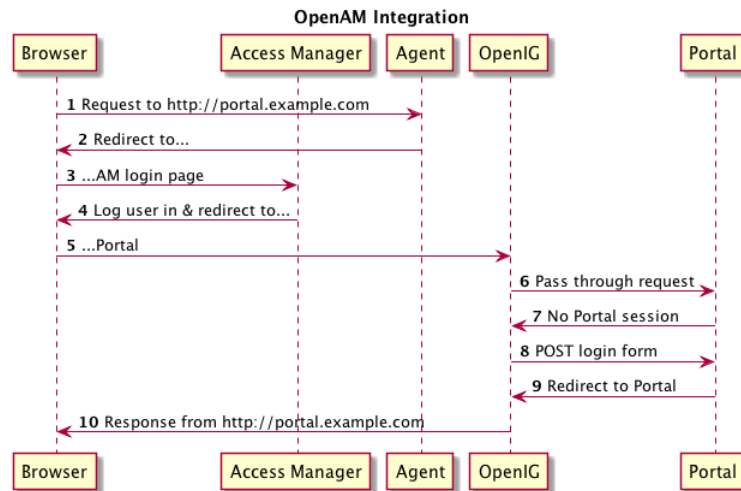 OpenAM Integration
Browser Access Manager Agent OpenIG Portal
1 Request to http://portal.example.com
2 Redirect to...
3 ...AM login page
4 Log user in & redirect to...
5 ...Portal
6 Pass through request
7 No Portal session
8 POST login form
9 Redirect to Portal
10 Response from http://portal.example.com
Browser Access Manager Agent OpenIG Portal